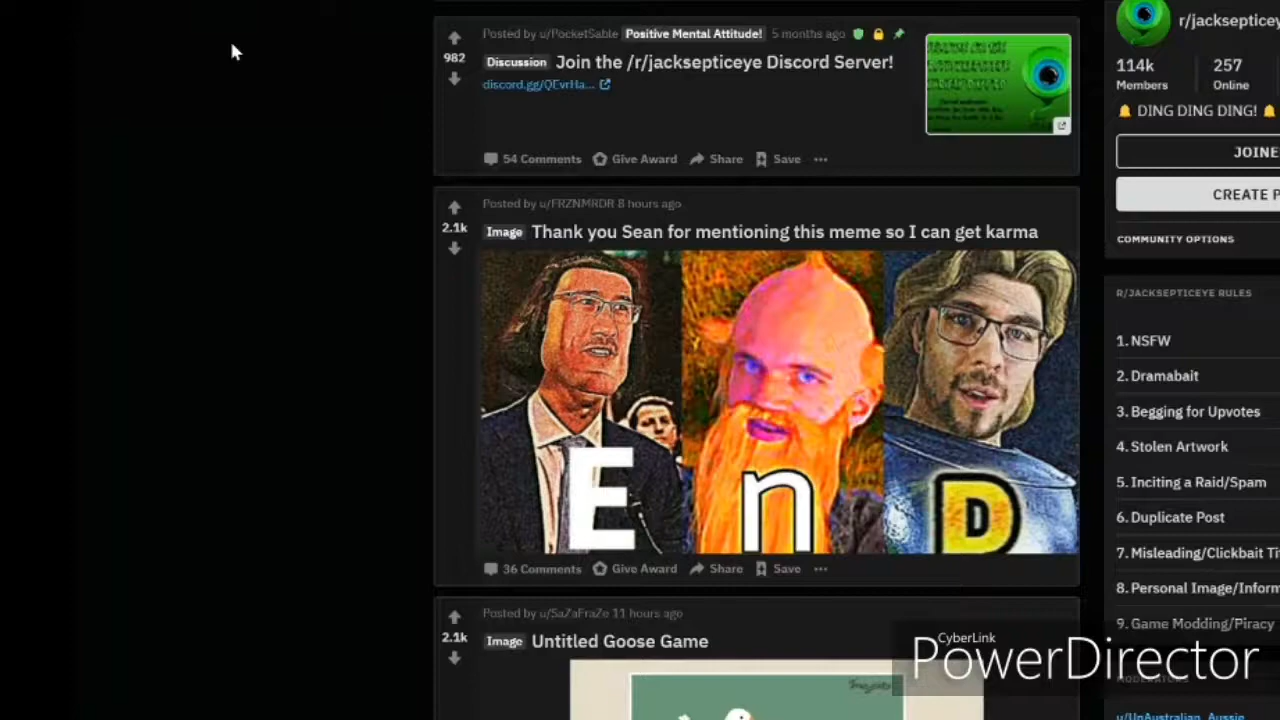 Posted by u/PocketSable Positive Mental Attitude! 5 months ago
982
Discussion Join the /r/jacksepticeye Discord Server!
discord.gg/QEvrHa...
54 Comments Give Award Share Save ...
Posted by u/FRZNMRDR 8 hours ago
2.1k
Image Thank you Sean for mentioning this meme so I can get karma
E n D
36 Comments Give Award Share Save ...
Posted by u/SaZaFraZe 11 hours ago
2.1k
Image Untitled Goose Game
r/jacksepticey
114k 257
Members Online
DING DING DING!
JOINE
CREATE P
COMMUNITY OPTIONS
R/JACKSEPTICEYE RULES
1. NSFW
2. Dramabait
3. Begging for Upvotes
4. Stolen Artwork
5. Inciting a Raid/Spam
6. Duplicate Post
7. Misleading/Clickbait Ti
8. Personal Image/Inform
9. Game Modding/Piracy
MODERATORS
u/UnAustralian_Aussie
CyberLink
PowerDirector